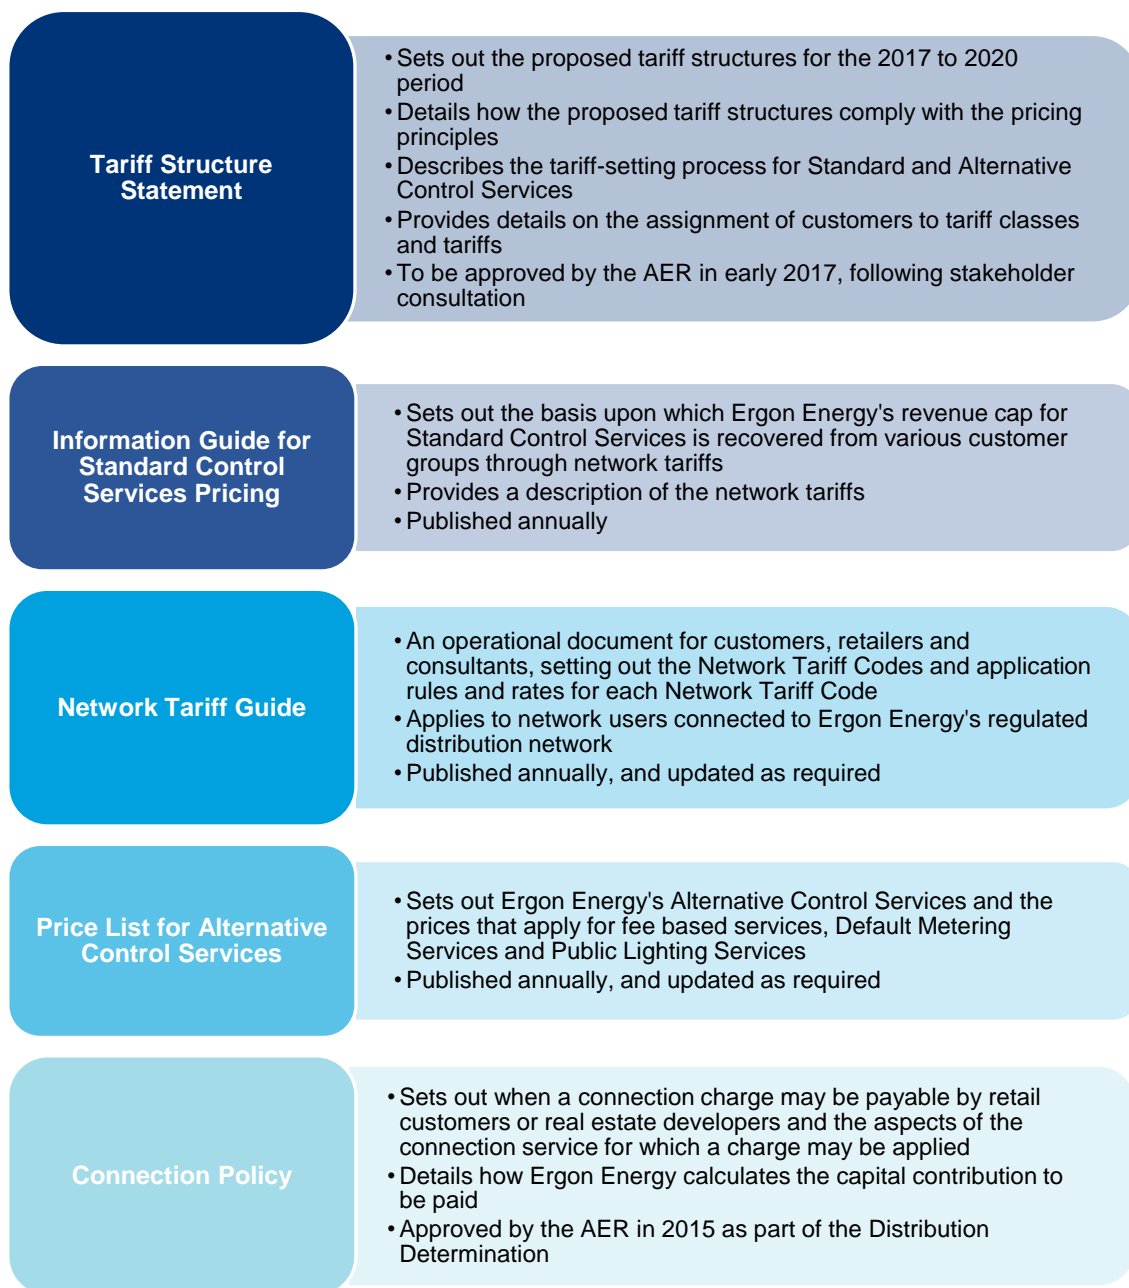 Tariff Structure
Statement
• Sets out the proposed tariff structures for the 2017 to 2020
period
• Details how the proposed tariff structures comply with the pricing
principles
• Describes the tariff-setting process for Standard and Alternative
Control Services
• Provides details on the assignment of customers to tariff classes
and tariffs
• To be approved by the AER in early 2017, following stakeholder
consultation
Information Guide for
Standard Control
Services Pricing
• Sets out the basis upon which Ergon Energy's revenue cap for
Standard Control Services is recovered from various customer
groups through network tariffs
• Provides a description of the network tariffs
• Published annually
Network Tariff Guide
• An operational document for customers, retailers and
consultants, setting out the Network Tariff Codes and application
rules and rates for each Network Tariff Code
• Applies to network users connected to Ergon Energy's regulated
distribution network
• Published annually, and updated as required
Price List for Alternative
Control Services
• Sets out Ergon Energy's Alternative Control Services and the
prices that apply for fee based services, Default Metering
Services and Public Lighting Services
• Published annually, and updated as required
Connection Policy
• Sets out when a connection charge may be payable by retail
customers or real estate developers and the aspects of the
connection service for which a charge may be applied
• Details how Ergon Energy calculates the capital contribution to
be paid
• Approved by the AER in 2015 as part of the Distribution
Determination